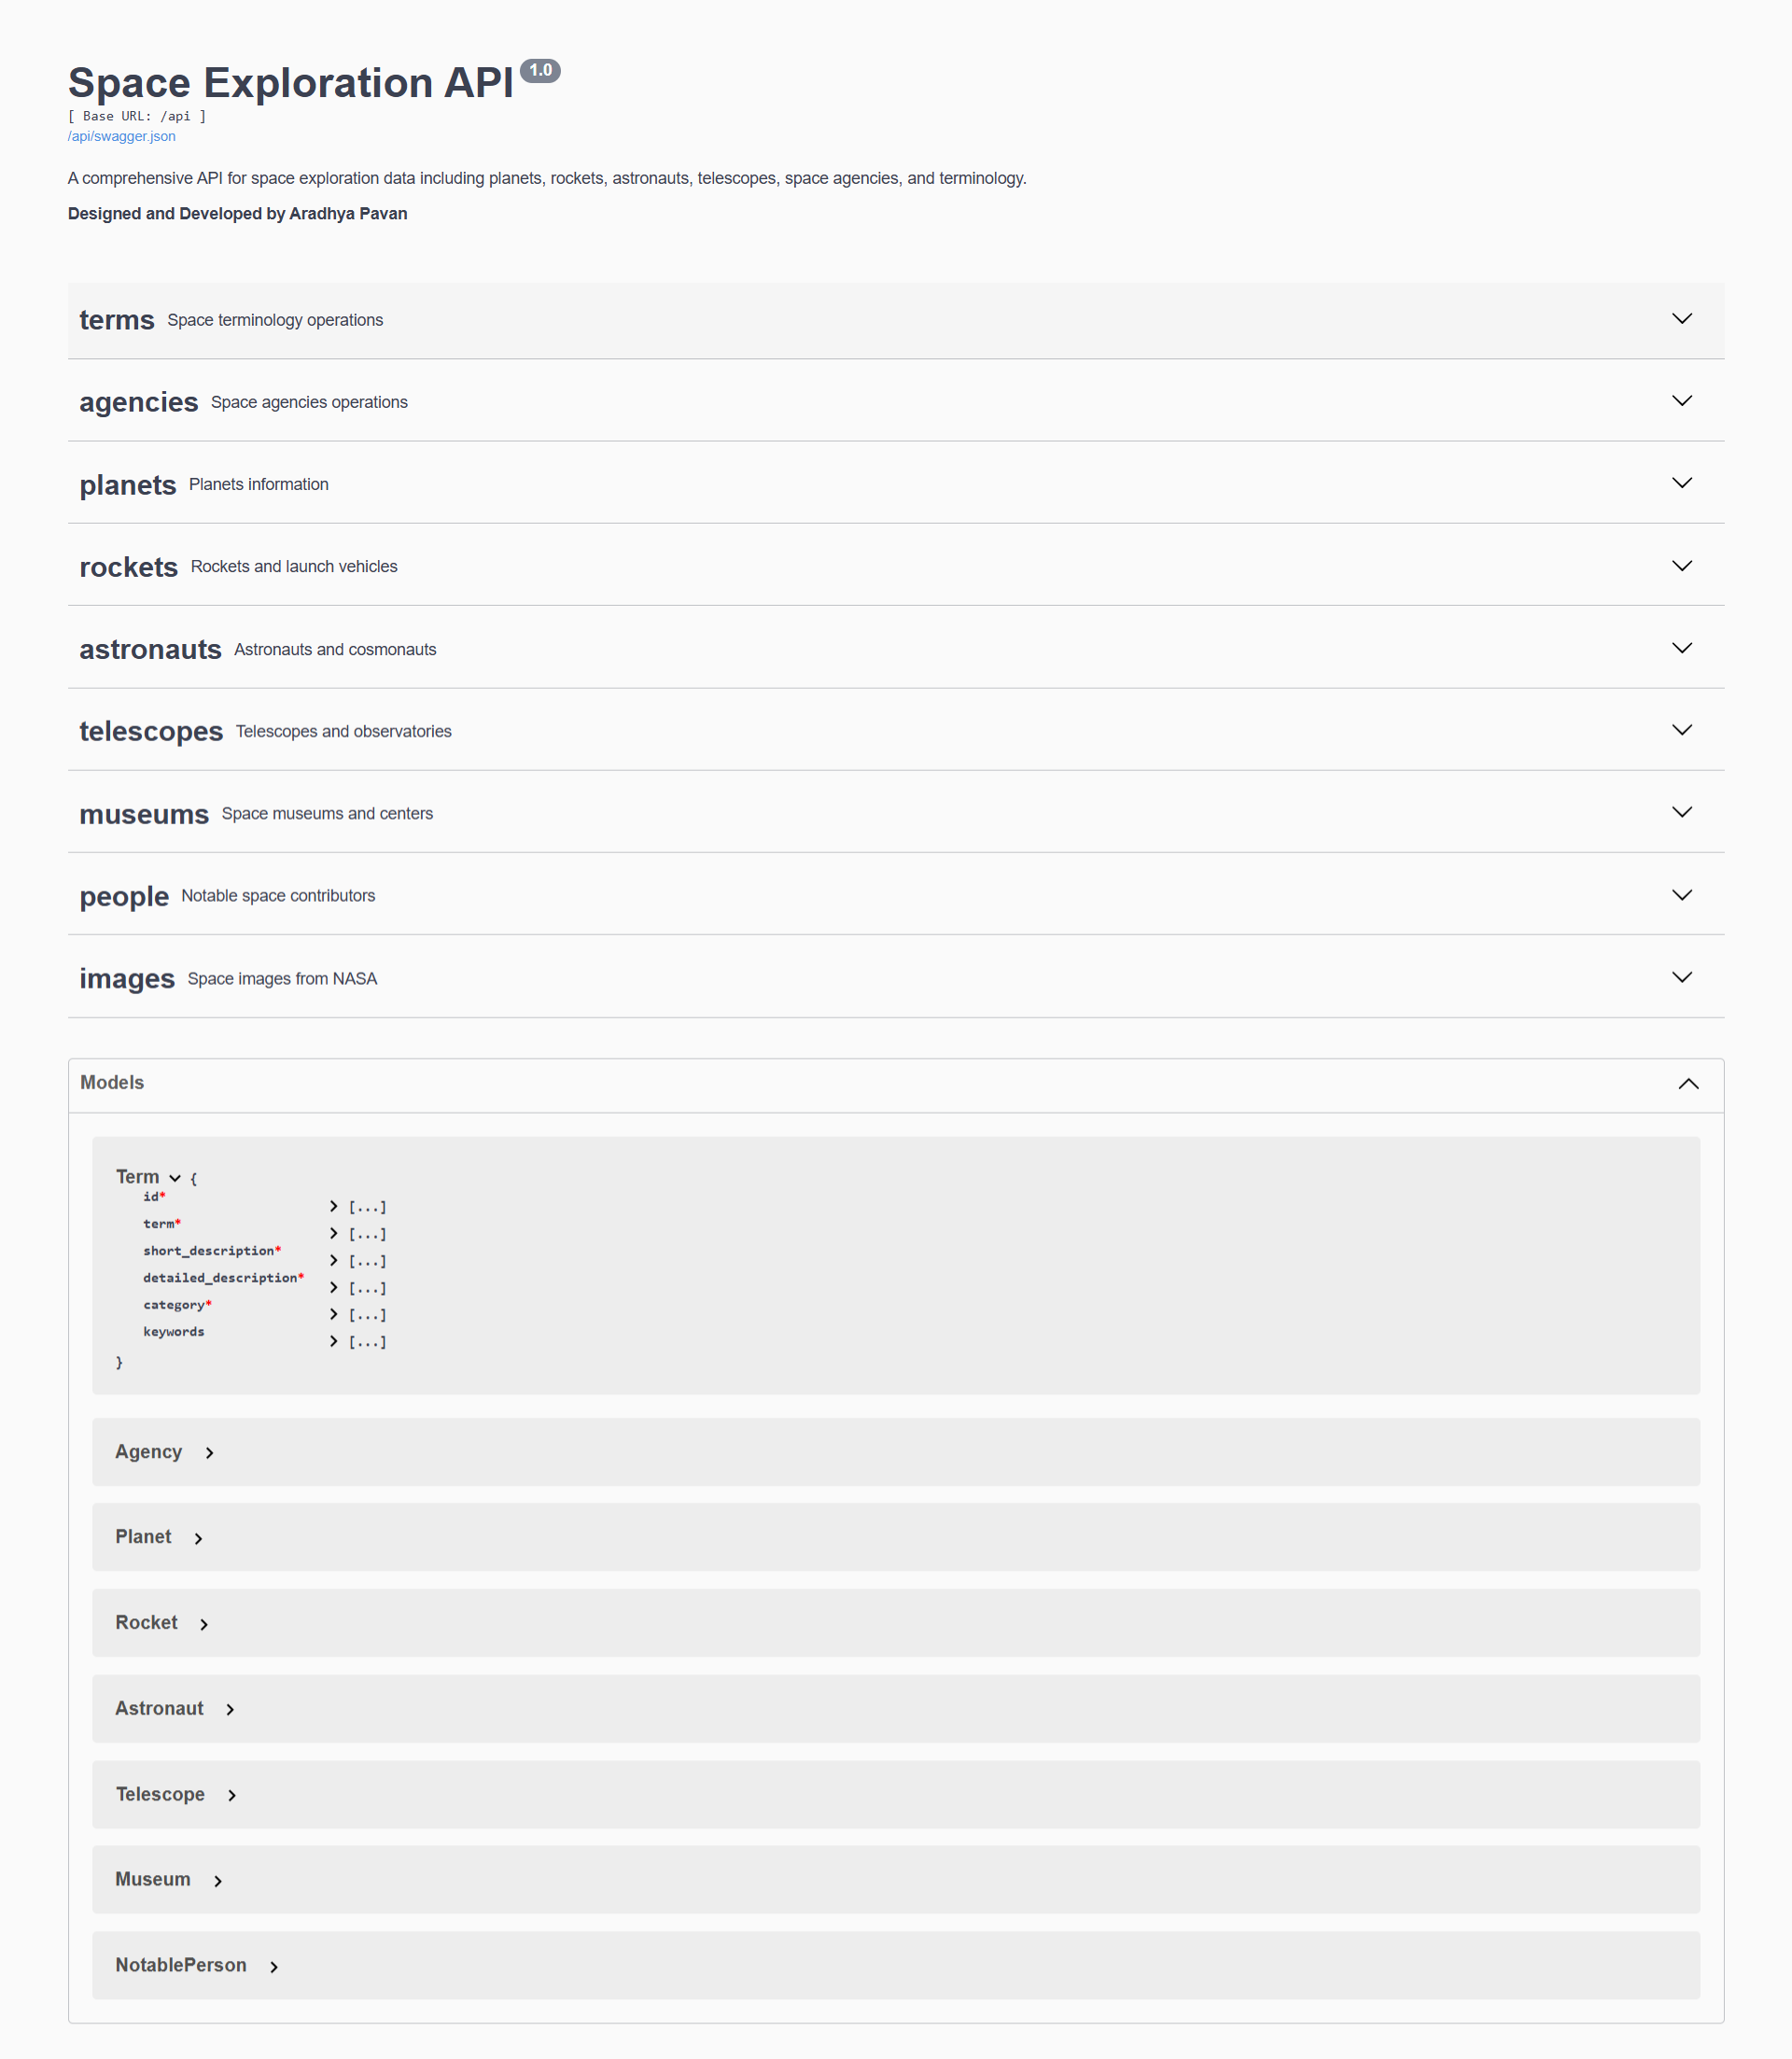 Space Exploration API 1.0
[ Base URL: /api ]
/api/swagger.json
A comprehensive API for space exploration data including planets, rockets, astronauts, telescopes, space agencies, and terminology.
Designed and Developed by Aradhya Pavan
terms Space terminology operations
agencies Space agencies operations
planets Planets information
rockets Rockets and launch vehicles
astronauts Astronauts and cosmonauts
telescopes Telescopes and observatories
museums Space museums and centers
people Notable space contributors
images Space images from NASA
Models
Term {
id* [...]
term* [...]
short_description* [...]
detailed_description* [...]
category* [...]
keywords [...]
}
Agency
Planet
Rocket
Astronaut
Telescope
Museum
NotablePerson